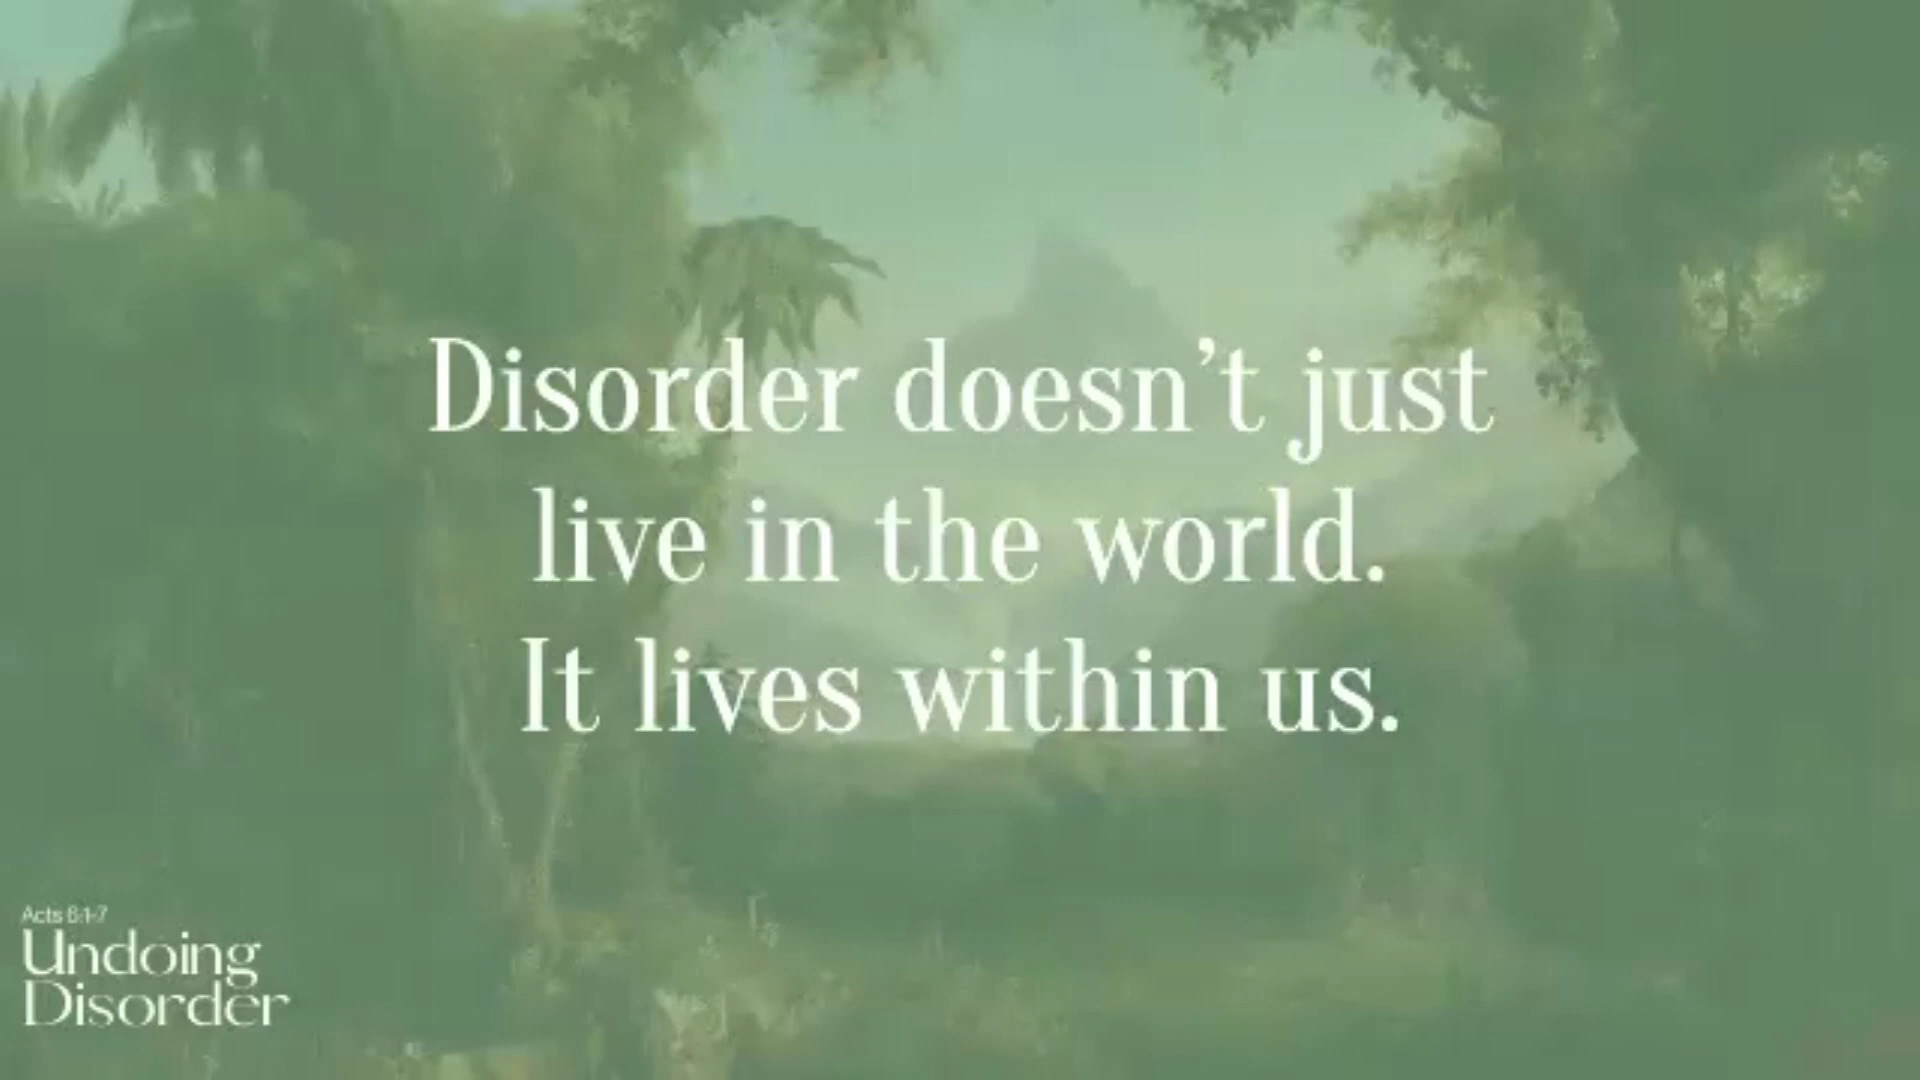 Disorder doesn’t just
live in the world.
It lives within us.
Acts 6:1-7
Undoing
Disorder